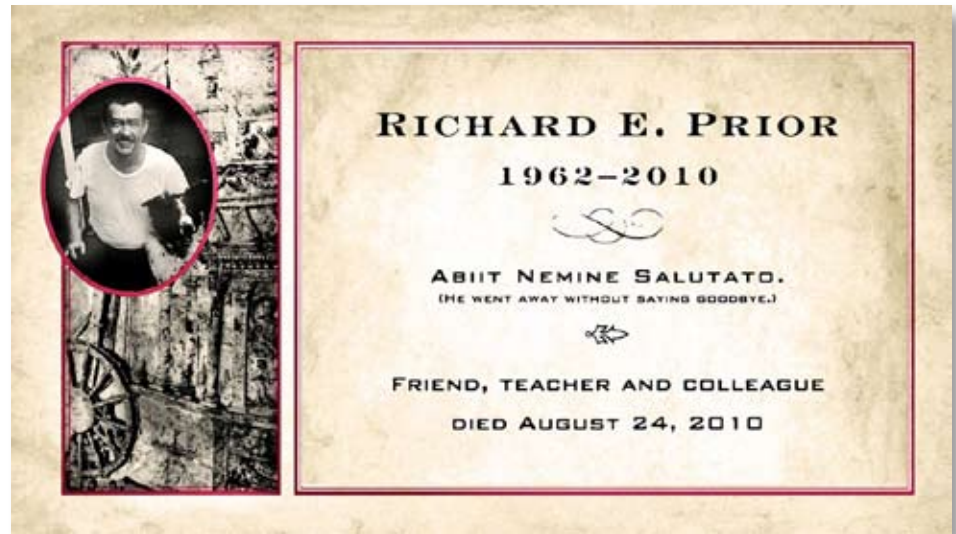 RICHARD E. PRIOR
1962–2010
ABIIT NEMINE SALUTATO.
(HE WENT AWAY WITHOUT SAYING GOODBYE.)
FRIEND, TEACHER AND COLLEAGUE
DIED AUGUST 24, 2010